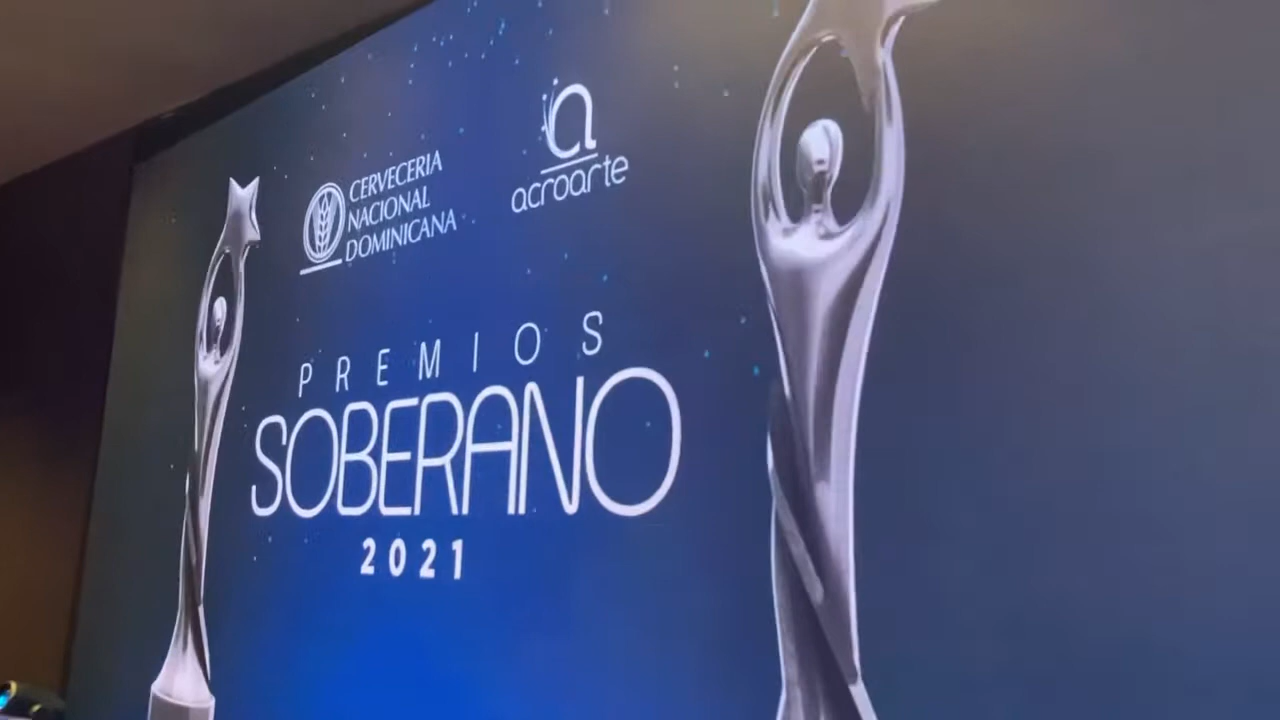 CERVECERIA
NACIONAL
DOMINICANA
a
acroarte
PREMIOS
SOBERANO
2021